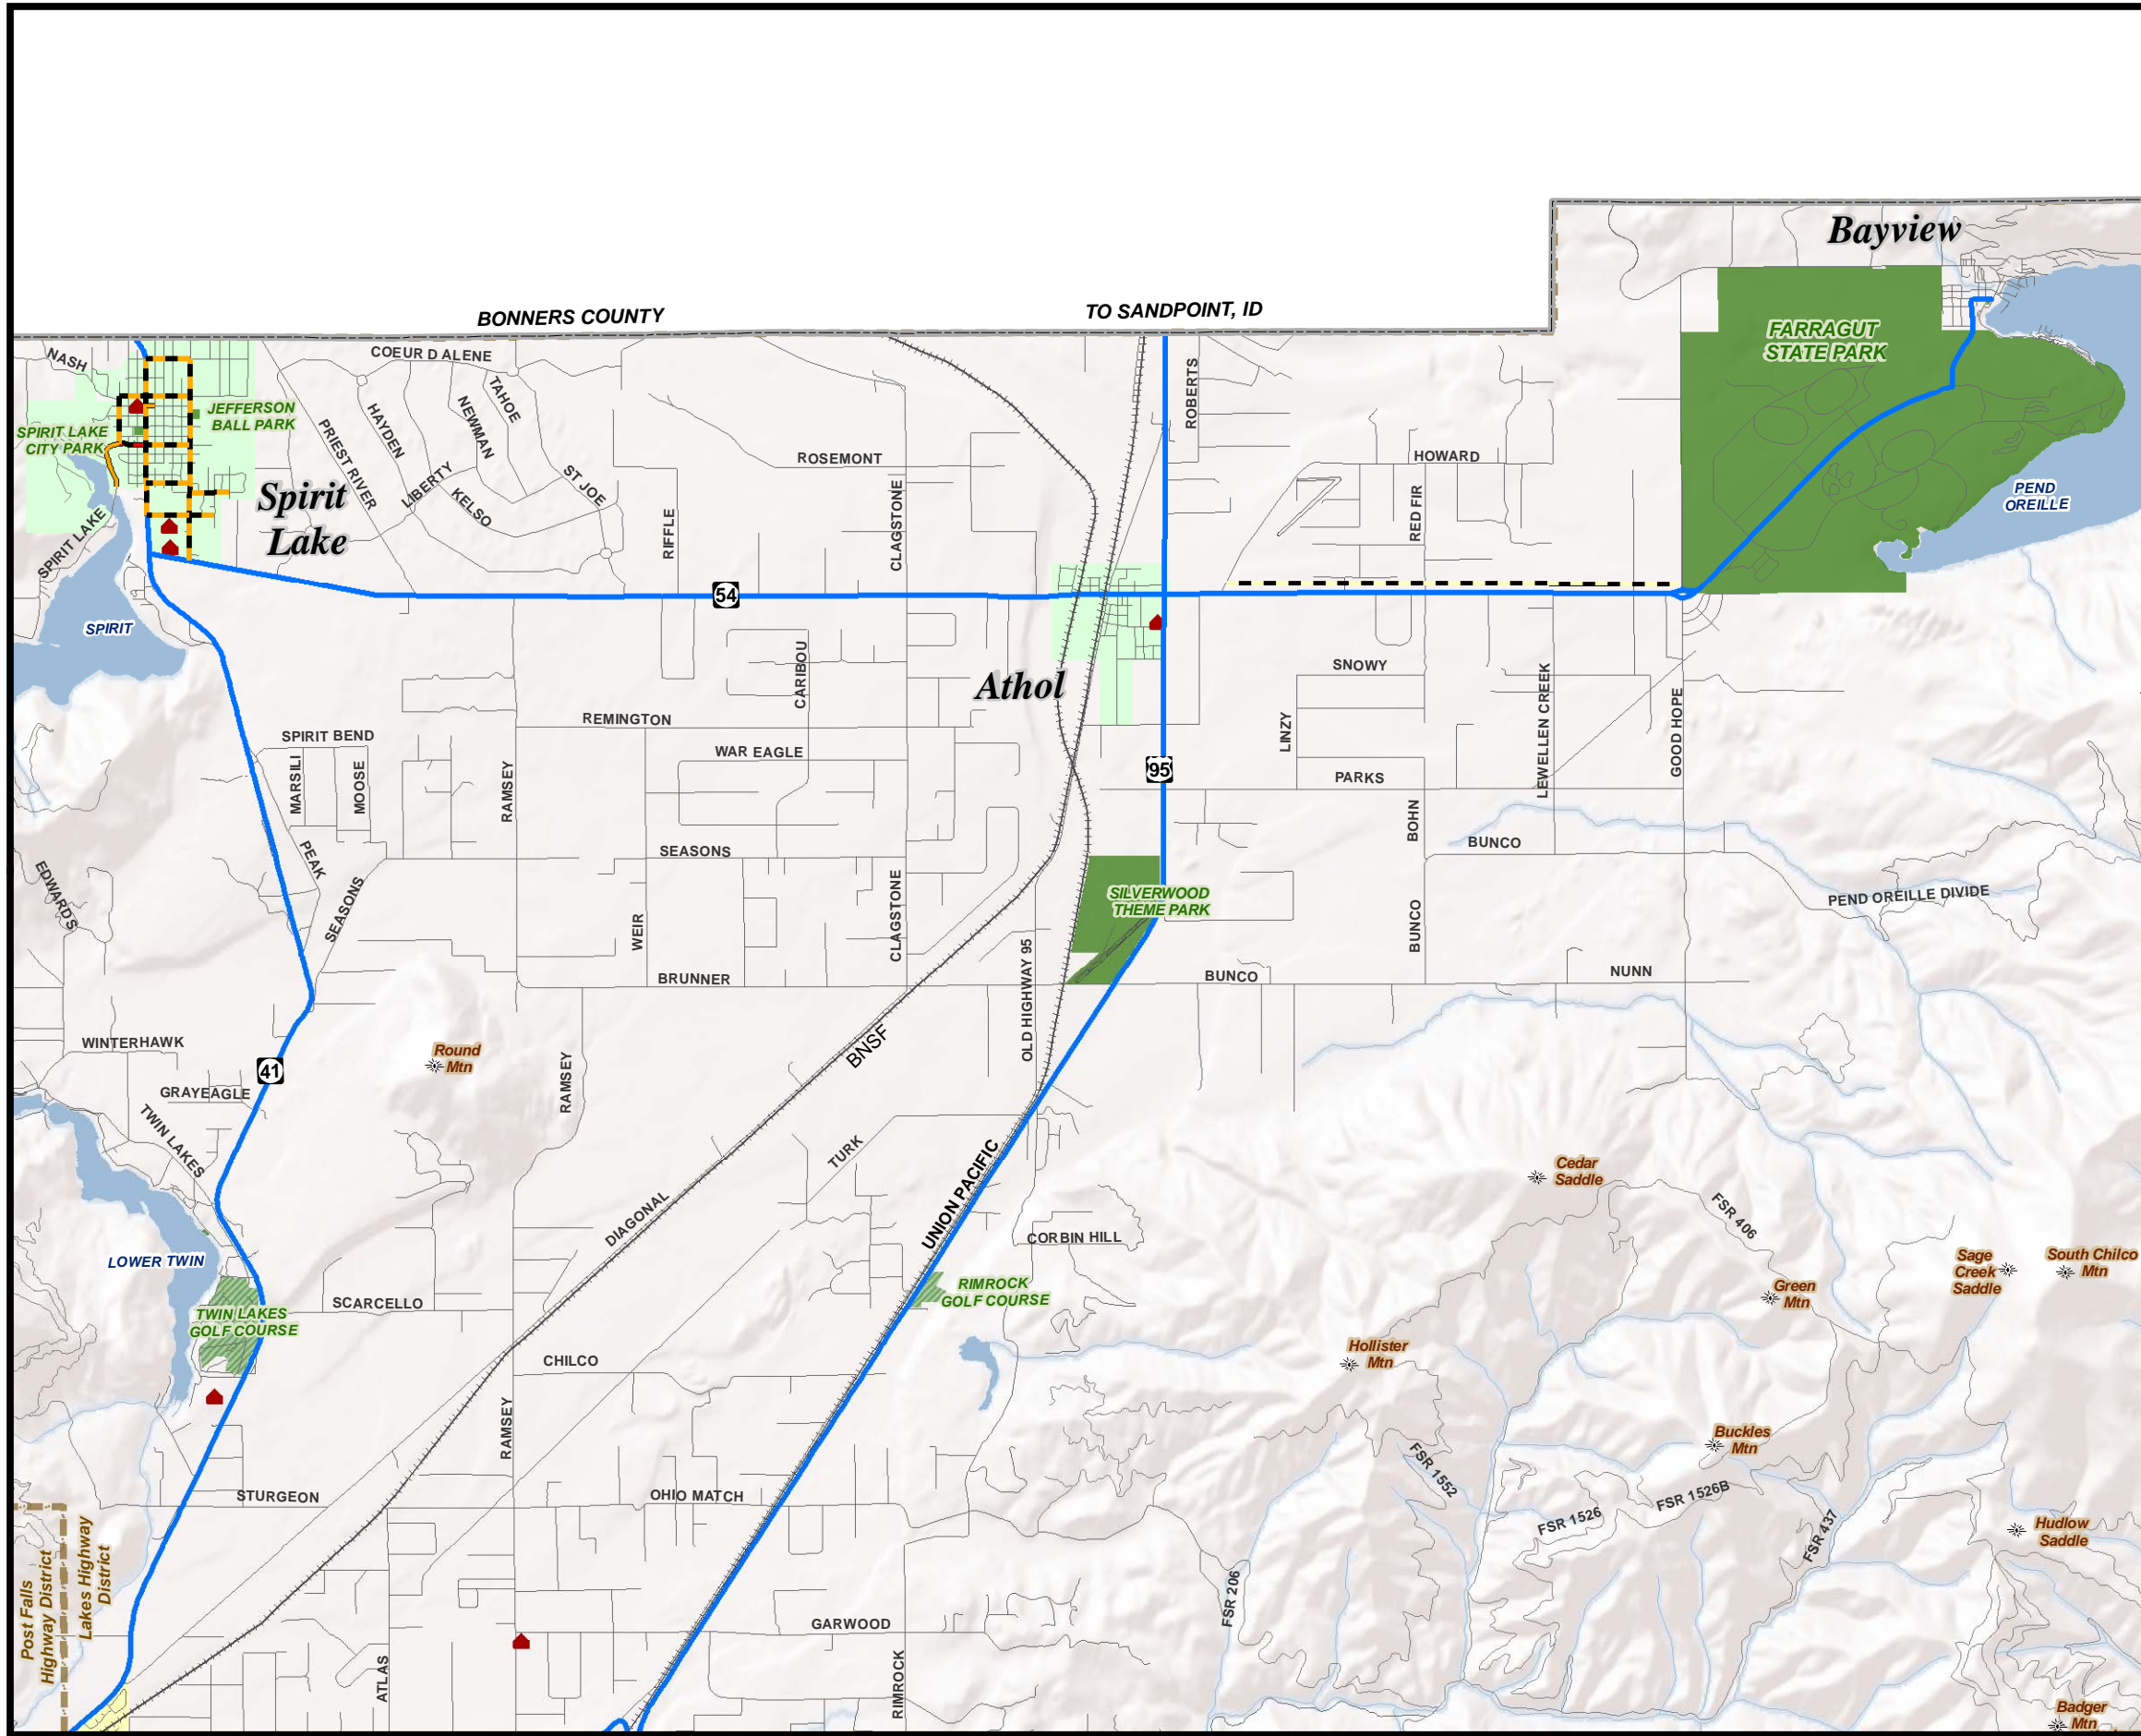 Bayview
BONNERS COUNTY
TO SANDPOINT, ID
FARRAGUT
STATE PARK
NASH
COEUR D ALENE
TAHOE
ROBERTS
HAYDEN
NEWMAN
JEFFERSON
BALL PARK
SPIRIT LAKE
CITY PARK
PRIEST RIVER
ROSEMONT
HOWARD
LIBERTY
KELSO
ST JOE
Spirit
Lake
SPIRIT LAKE
RIFFLE
CLAGSTONE
RED FIR
PEND
OREILLE
54
SPIRIT
CARIBOU
Athol
SNOWY
LEWELLEN CREEK
GOOD HOPE
REMINGTON
LINZY
SPIRIT BEND
WAR EAGLE
MARSILI
MOOSE
RAMSEY
95
PARKS
BOHN
BUNCO
PEAK
SEASONS
EDWARDS
SEASONS
WEIR
CLAGSTONE
SILVERWOOD
THEME PARK
BUNCO
PEND OREILLE DIVIDE
BRUNNER
OLD HIGHWAY 95
BUNCO
NUNN
WINTERHAWK
41
Round
Mtn
BNSF
GRAYEAGLE
RAMSEY
TWIN LAKES
TURK
UNION PACIFIC
Cedar
Saddle
DIAGONAL
FSR 406
CORBIN HILL
LOWER TWIN
Sage
Creek
Saddle
South Chilco
Mtn
RIMROCK
GOLF COURSE
Green
Mtn
SCARCELLO
TWIN LAKES
GOLF COURSE
CHILCO
Hollister
Mtn
RAMSEY
Buckles
Mtn
FSR 1552
STURGEON
OHIO MATCH
FSR 1526
FSR 1526B
FSR 437
Hudlow
Saddle
Post Falls
Highway District
Lakes Highway
District
FSR 206
GARWOOD
ATLAS
RIMROCK
Badger
Mtn